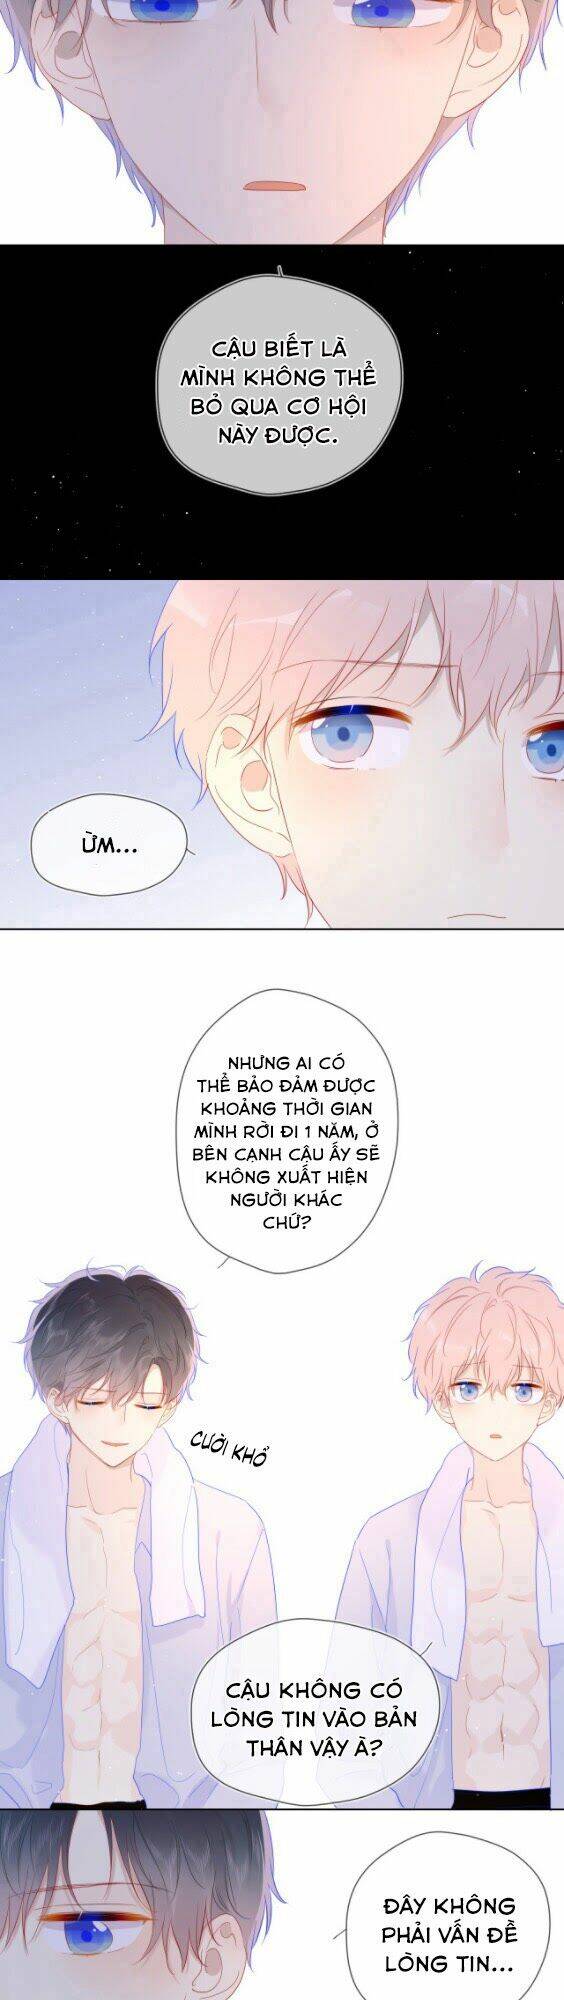 CẬU BIẾT LÀ
MÌNH KHÔNG THỂ
BỎ QUA CƠ HỘI
NÀY ĐƯỢC.
ỪM...
NHƯNG AI CÓ
THỂ BẢO ĐẢM ĐƯỢC
KHOẢNG THỜI GIAN
MÌNH RỜI ĐI 1 NĂM, Ở
BÊN CẠNH CẬU ẤY SẼ
KHÔNG XUẤT HIỆN
NGƯỜI KHÁC
CHỨ?
CƯỜI KHỔ
CẬU KHÔNG CÓ
LÒNG TIN VÀO BẢN
THÂN VẬY À?
ĐÂY KHÔNG
PHẢI VẤN ĐỀ
LÒNG TIN...